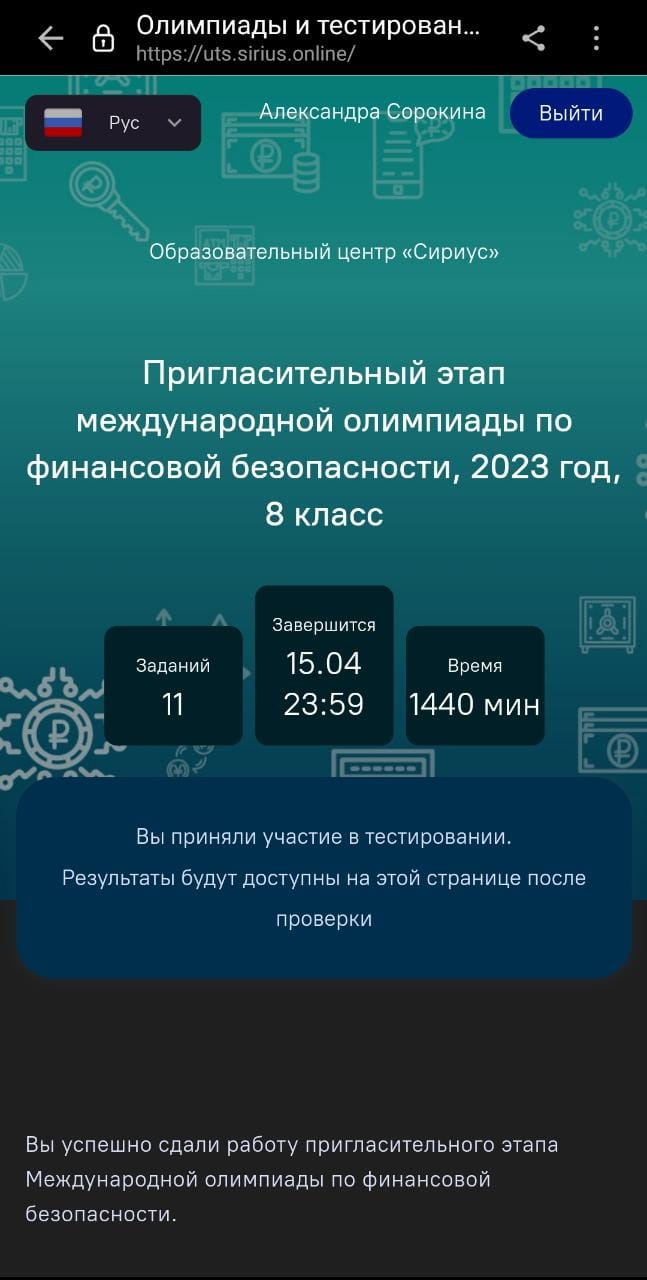 Олимпиады и тестирован...
https://uts.sirius.online/
Рус
Александра Сорокина
Выйти
Образовательный центр «Сириус»
Пригласительный этап
международной олимпиады по
финансовой безопасности, 2023 год,
8 класс
Заданий
11
Завершится
15.04
23:59
Время
1440 мин
Вы приняли участие в тестировании.
Результаты будут доступны на этой странице после
проверки
Вы успешно сдали работу пригласительного этапа
Международной олимпиады по финансовой
безопасности.